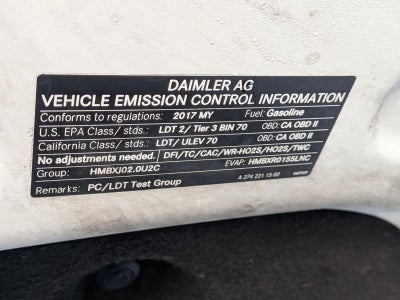 DAIMLER AG
VEHICLE EMISSION CONTROL INFORMATION
Conforms to regulations: 2017 MY Fuel: Gasoline
U.S. EPA Class/ stds.: LDT 2/ Tier 3 BIN 70 OBD: CA OBD II
California Class/ stds.: LDT/ ULEV 70 OBD: CA OBD II
No adjustments needed. DFI/TC/CAC/WR-HO2S/HO2S/TWC
Group: HMBXJ02.0U2C EVAP: HMBXR0155LNC
Remarks: PC/LDT Test Group A 274 221 15 00